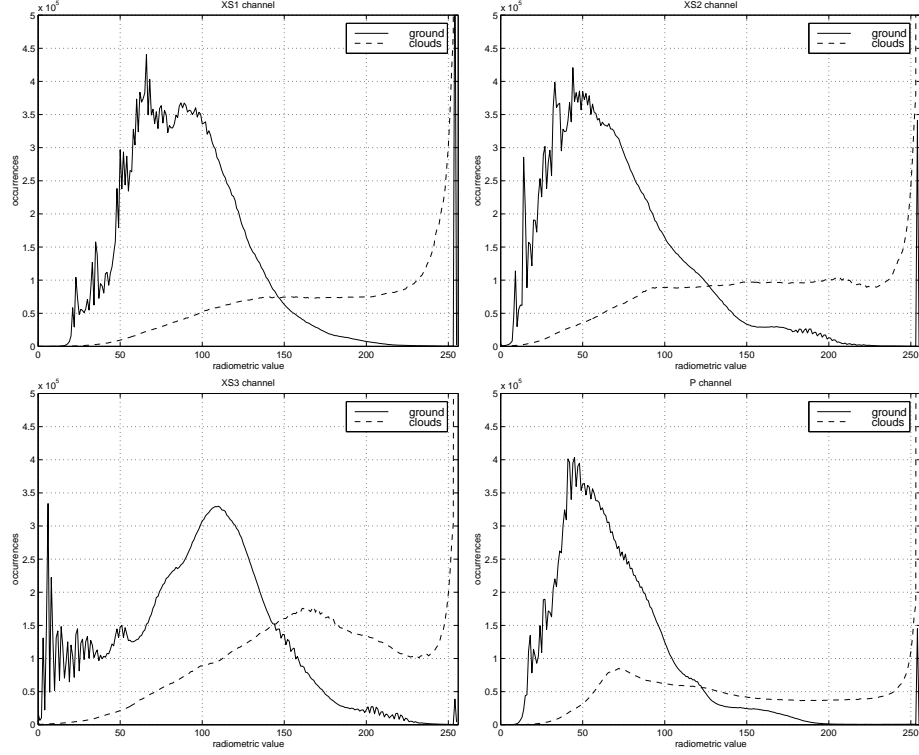 XS1 channel
x 10^5
5
4.5
4
3.5
3
2.5
2
1.5
1
0.5
0
occurrences
ground
clouds
0 50 100 150 200 250
radiometric value
XS2 channel
x 10^5
5
4.5
4
3.5
3
2.5
2
1.5
1
0.5
0
occurrences
ground
clouds
0 50 100 150 200 250
radiometric value
XS3 channel
x 10^5
5
4.5
4
3.5
3
2.5
2
1.5
1
0.5
0
occurrences
ground
clouds
0 50 100 150 200 250
radiometric value
P channel
x 10^5
5
4.5
4
3.5
3
2.5
2
1.5
1
0.5
0
occurrences
ground
clouds
0 50 100 150 200 250
radiometric value